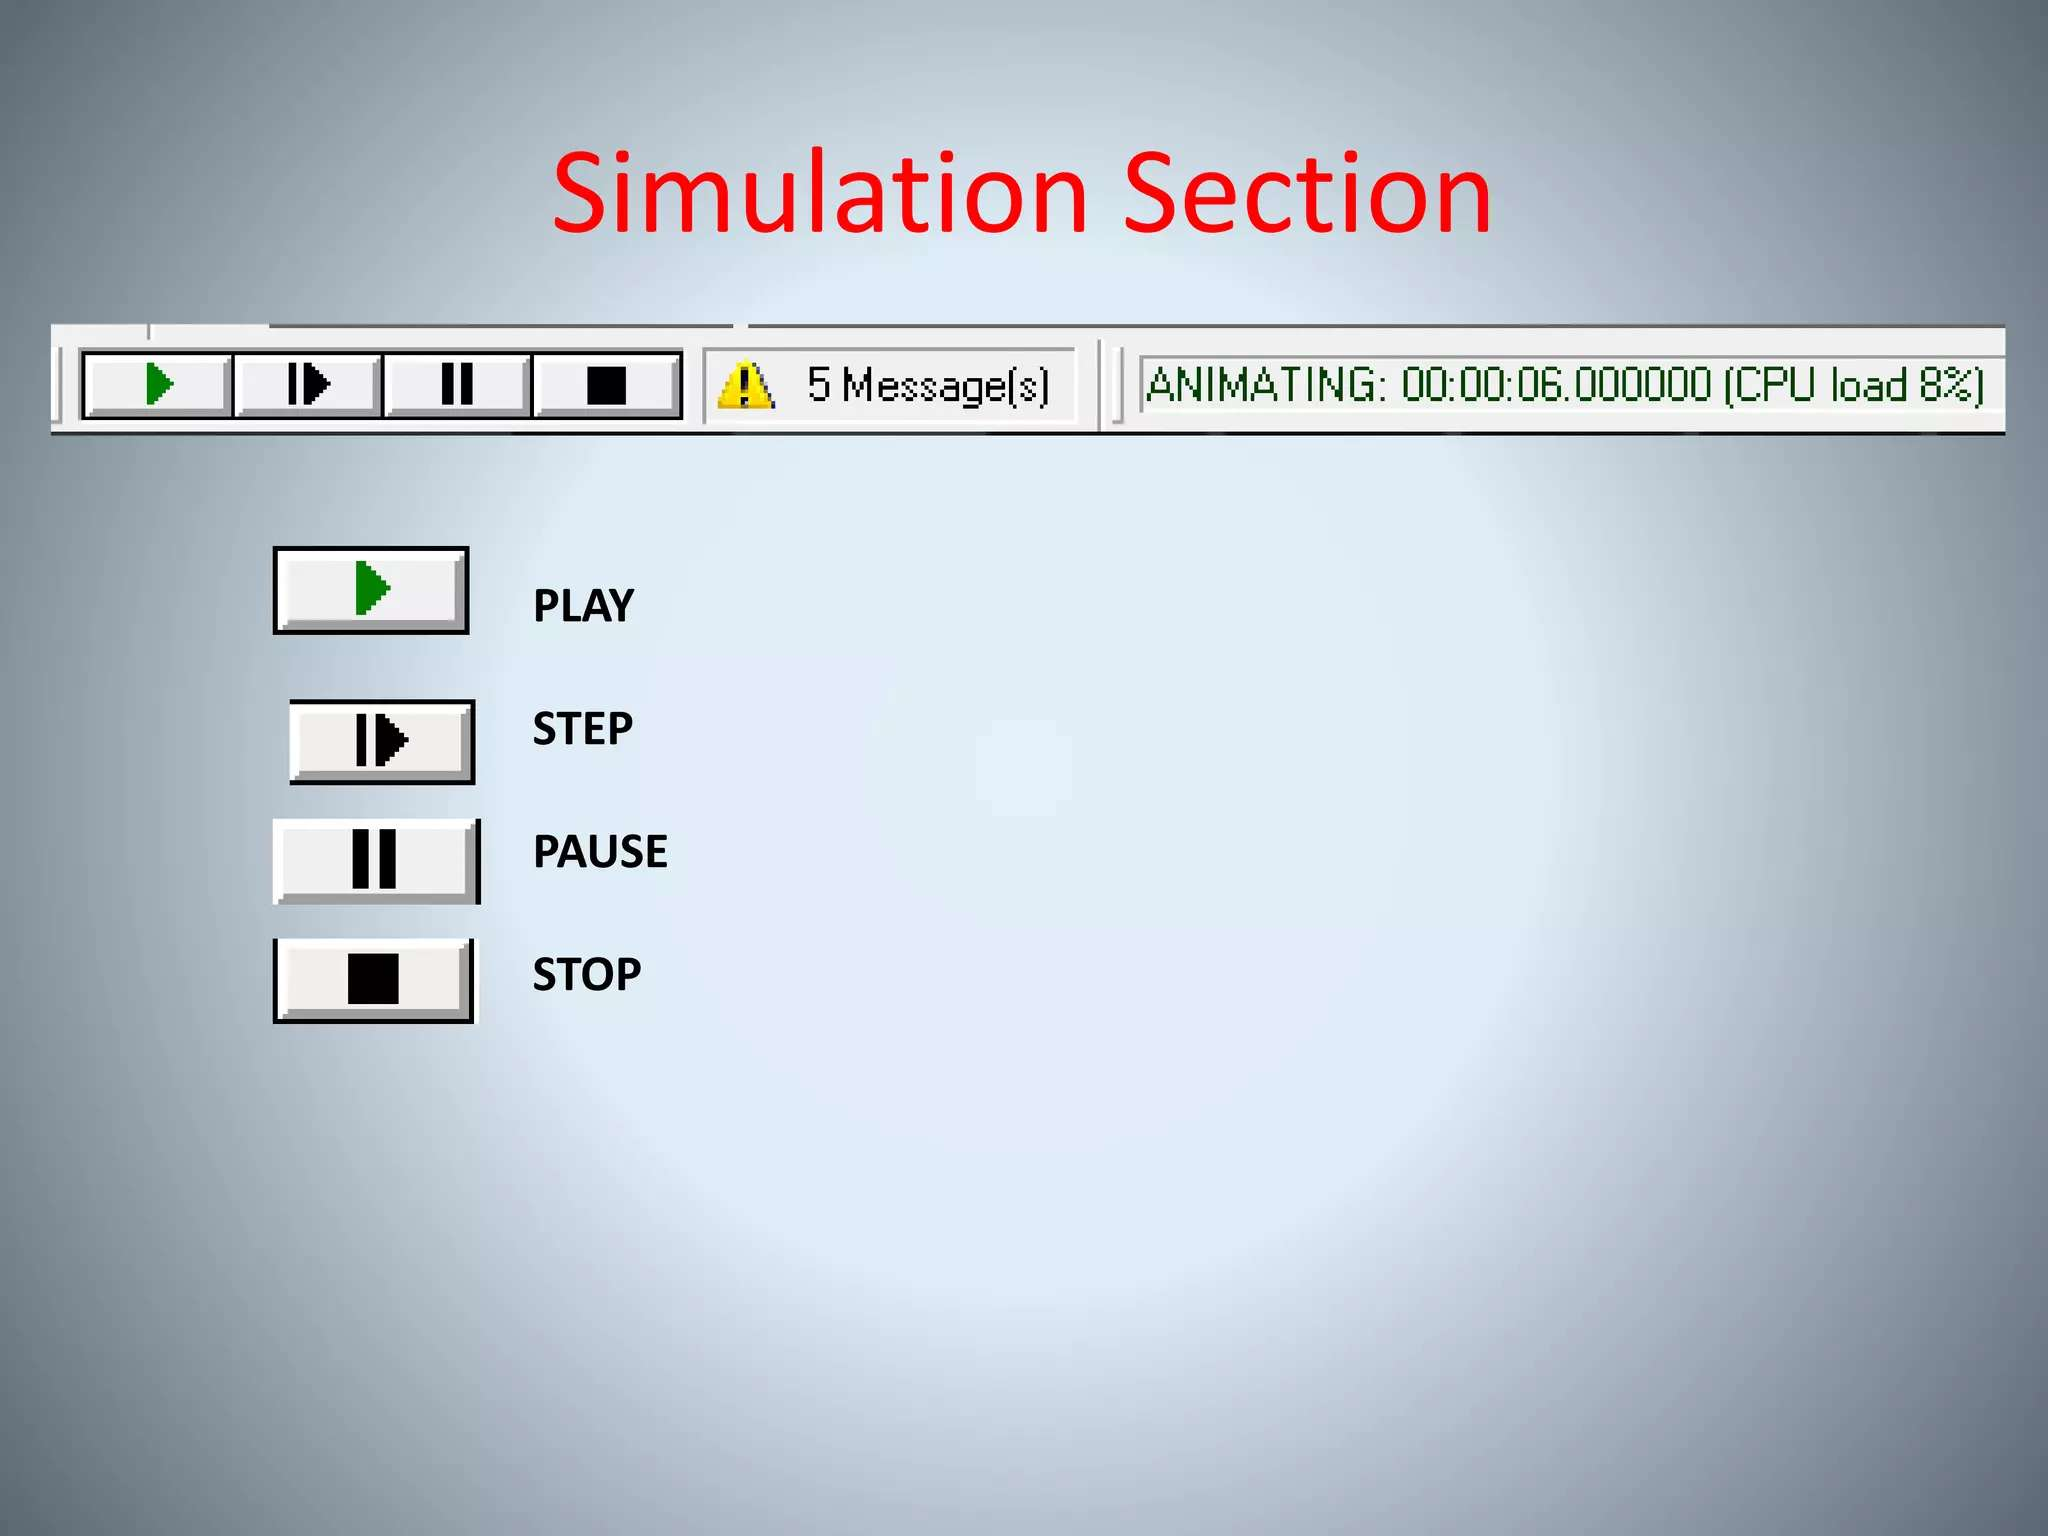 Simulation Section
5 Message(s) ANIMATING: 00:00:06.000000 (CPU load 8%)
PLAY
STEP
PAUSE
STOP